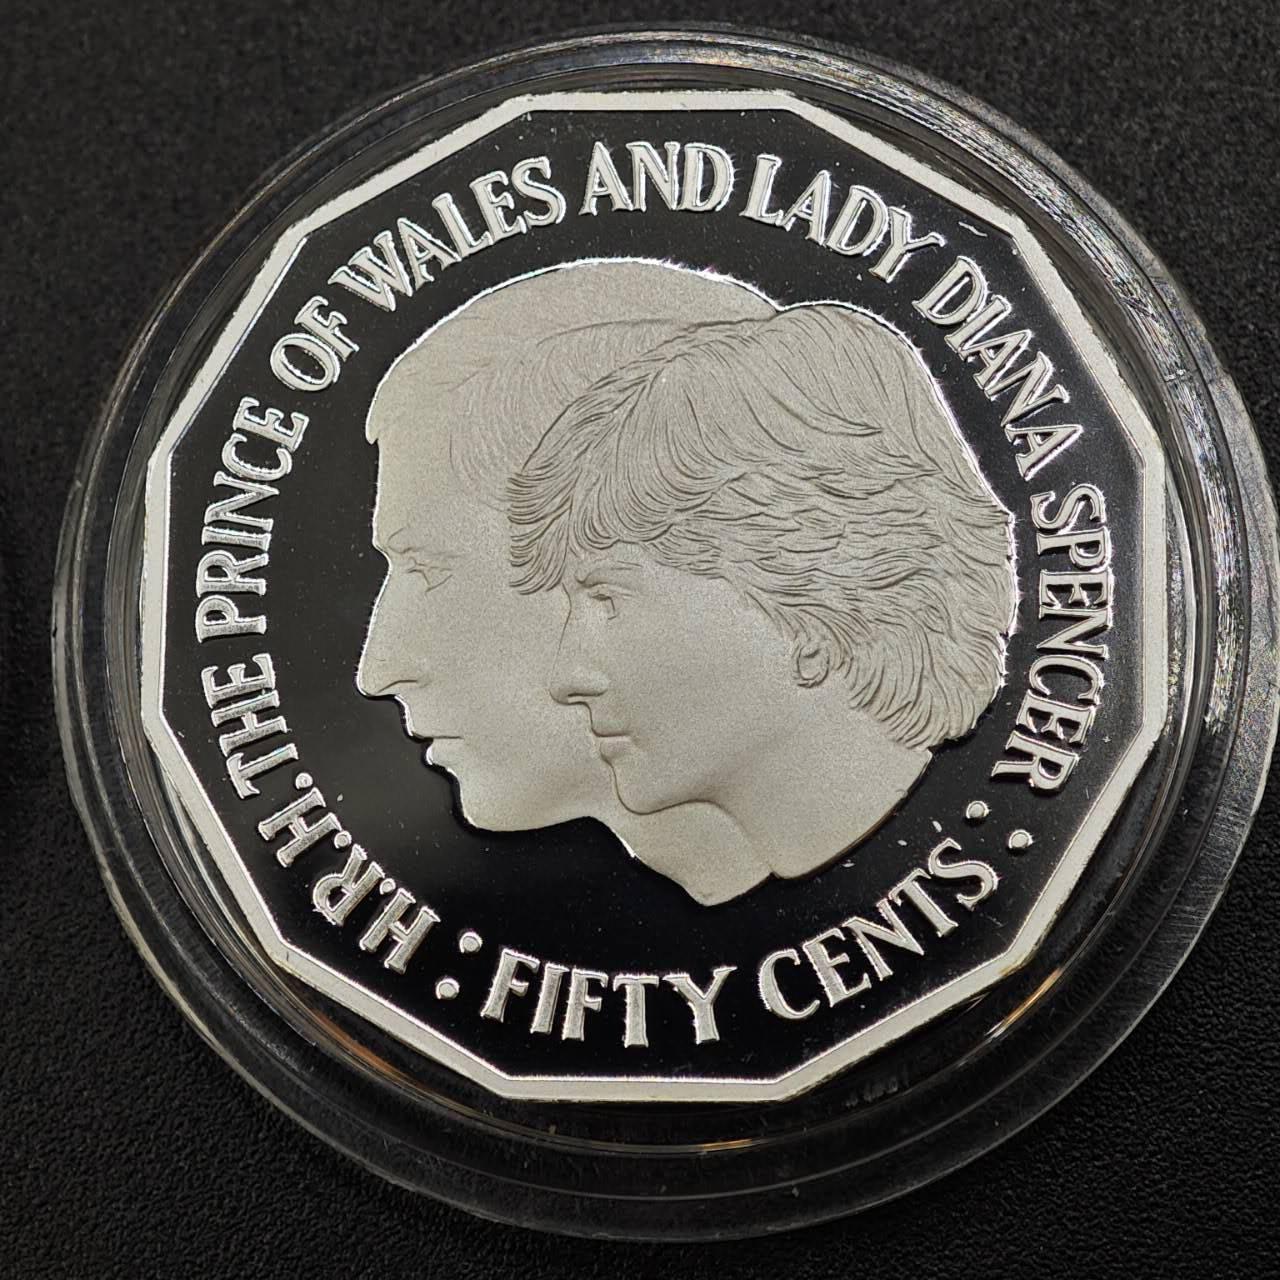 H.R.H. THE PRINCE OF WALES AND LADY DIANA SPENCER
FIFTY CENTS